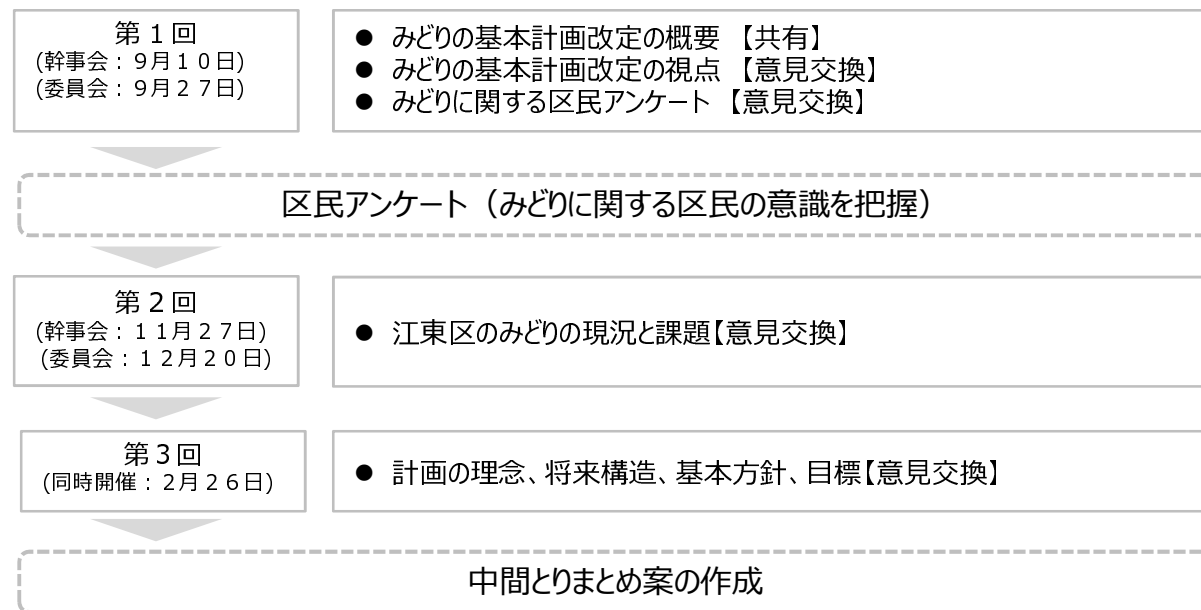 第１回
(幹事会：９月１０日)
(委員会：９月２７日)
● みどりの基本計画改定の概要 【共有】
● みどりの基本計画改定の視点 【意見交換】
● みどりに関する区民アンケート 【意見交換】
区民アンケート（みどりに関する区民の意識を把握）
第２回
(幹事会：１１月２７日)
(委員会：１２月２０日)
● 江東区のみどりの現況と課題【意見交換】
第３回
(同時開催：２月２６日)
● 計画の理念、将来構造、基本方針、目標【意見交換】
中間とりまとめ案の作成